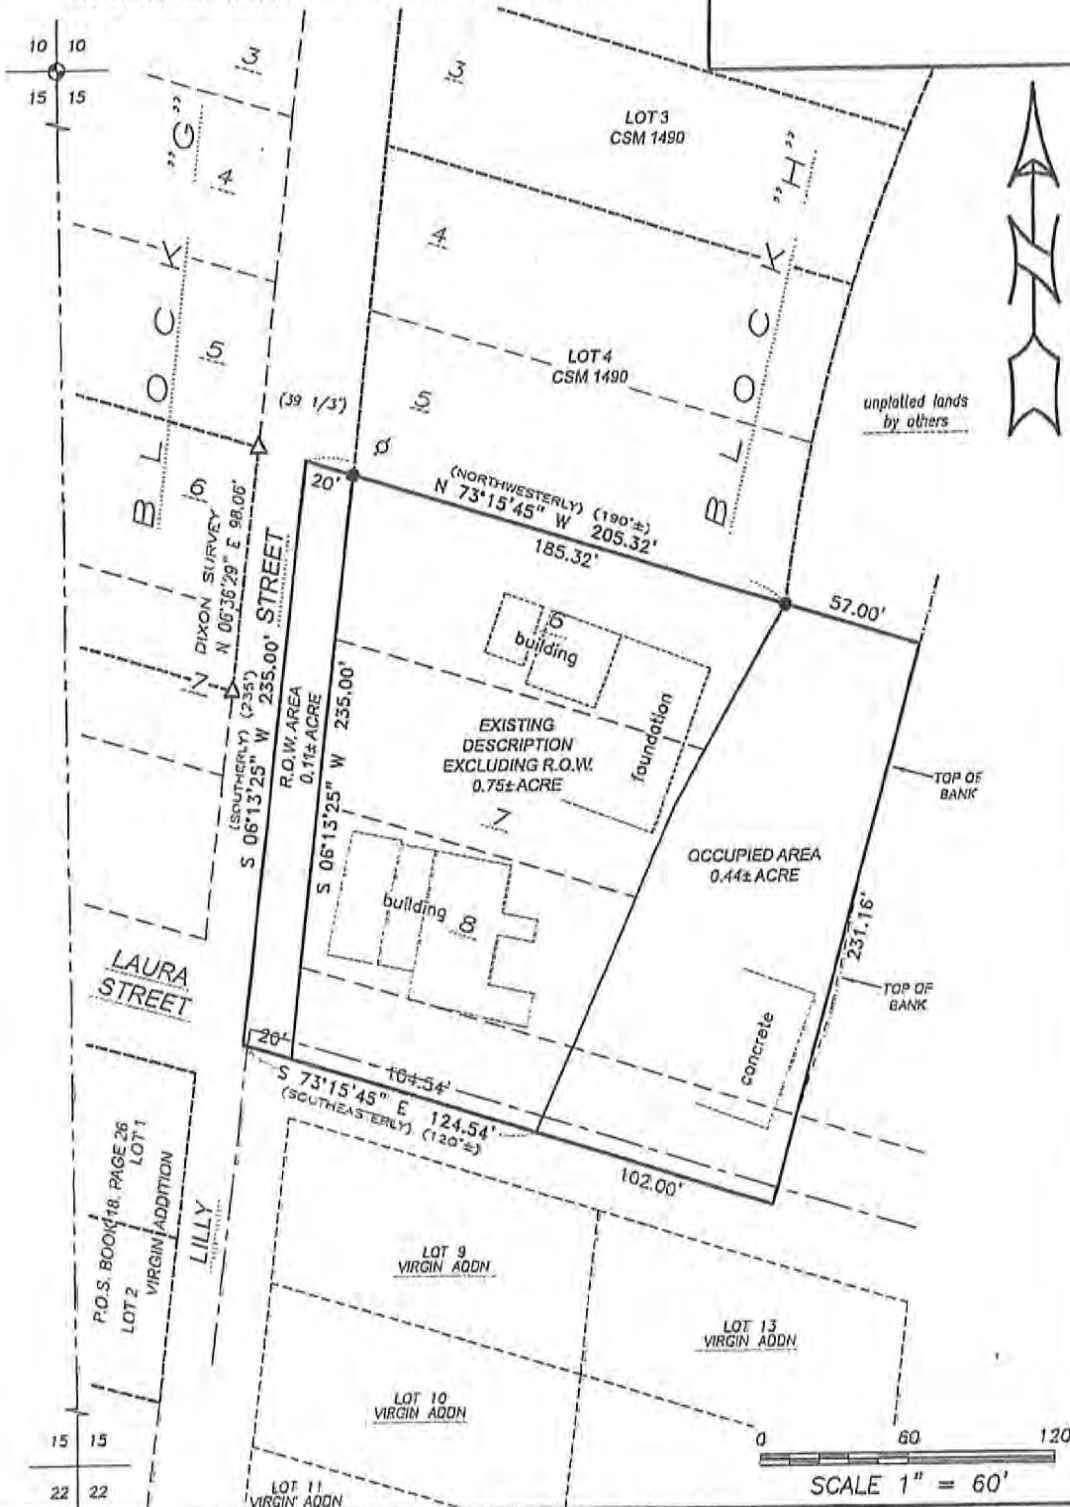 10 10
15 15
3
"G"
4
BLOCK
5
6
7
3
4
5
LOT 3
CSM 1490
"H"
BLOCK
LOT 4
CSM 1490
unplatted lands
by others
(39 1/3')
20'
(NORTHWESTERLY) (190'±)
N 73°15'45" W 205.32'
185.32'
57.00'
DIXON SURVEY
N 06°36'29" E 98.06'
STREET
(SOUTHERLY) (235')
S 06°13'25" W 235.00'
R.O.W. AREA
0.11± ACRE
S 06°13'25" W 235.00'
6
building
foundation
EXISTING
DESCRIPTION
EXCLUDING R.O.W.
0.75± ACRE
7
TOP OF
BANK
OCCUPIED AREA
0.44± ACRE
building
8
231.16'
TOP OF
BANK
concrete
LAURA
STREET
20'
104.54'
S 73°15'45" E 124.54'
(SOUTHEASTERLY) (120'±)
102.00'
P.O.S. BOOK 18, PAGE 26
LOT 1
LOT 2
VIRGIN ADDITION
LILLY
LOT 9
VIRGIN ADDN
LOT 13
VIRGIN ADDN
LOT 10
VIRGIN ADDN
LOT 11
VIRGIN ADDN
15 15
22 22
0 60 120
SCALE 1" = 60'